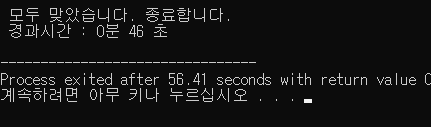 모두 맞았습니다. 종료합니다.
경과시간 : 0분 46 초
--------------------------------
Process exited after 56.41 seconds with return value
계속하려면 아무 키나 누르십시오 . . .